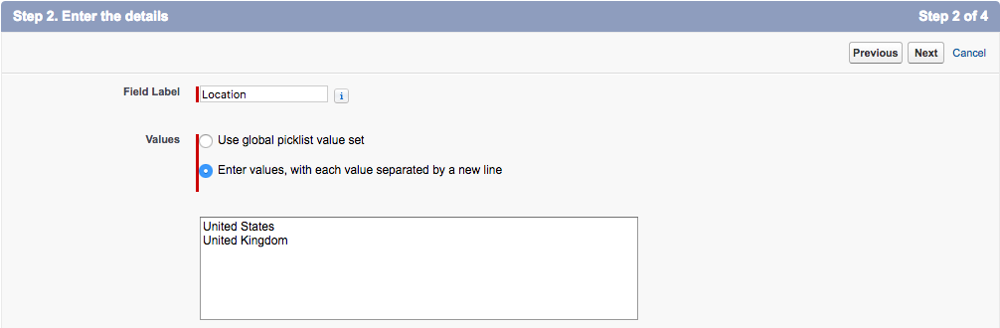 Step 2. Enter the details Step 2 of 4
Previous Next Cancel
Field Label Location i
Values Use global picklist value set
Enter values, with each value separated by a new line
United States
United Kingdom